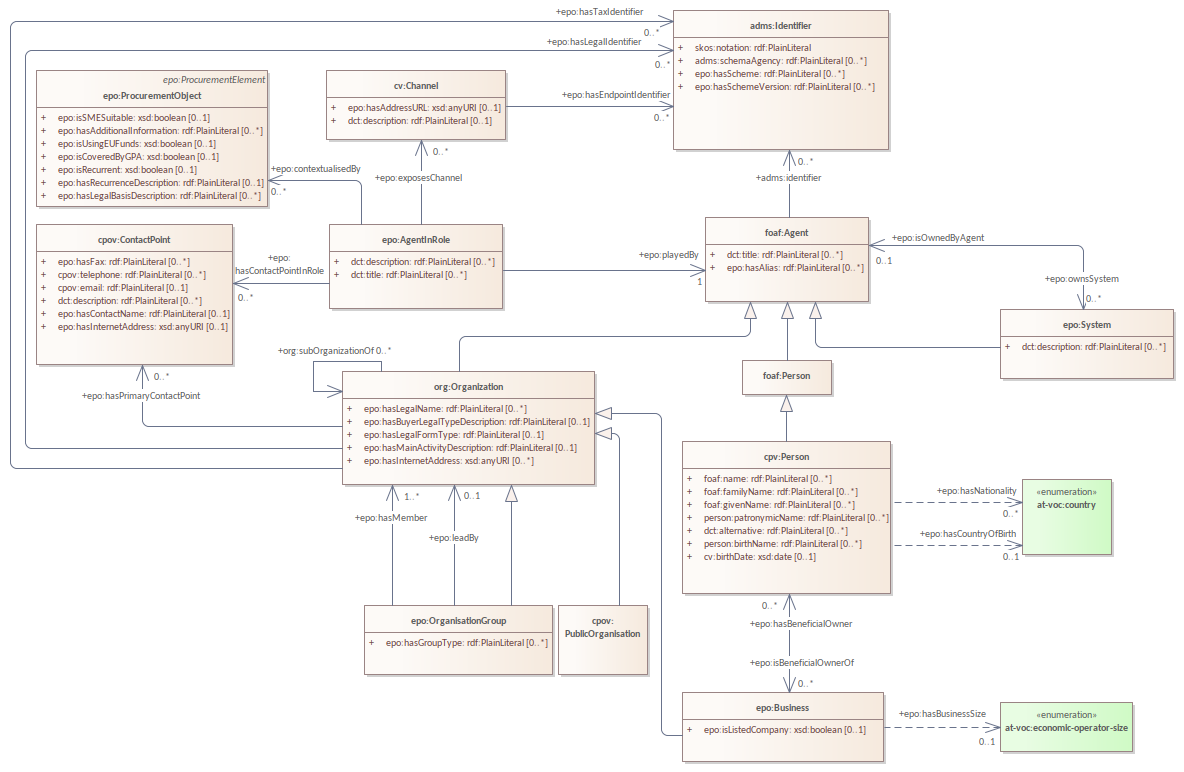 +epo:hasTaxIdentifier
0..*
+epo:hasLegalIdentifier
0..*
adms:Identifier
+ skos:notation: rdf:PlainLiteral
+ adms:schemaAgency: rdf:PlainLiteral [0..*]
+ epo:hasScheme: rdf:PlainLiteral [0..*]
+ epo:hasSchemeVersion: rdf:PlainLiteral [0..*]
epo:ProcurementElement
epo:ProcurementObject
+ epo:isSMESuitable: xsd:boolean [0..1]
+ epo:hasAdditionalInformation: rdf:PlainLiteral [0..*]
+ epo:isUsingEUFunds: xsd:boolean [0..1]
+ epo:isCoveredByGPA: xsd:boolean [0..1]
+ epo:isRecurrent: xsd:boolean [0..1]
+ epo:hasRecurrenceDescription: rdf:PlainLiteral [0..1]
+ epo:hasLegalBasisDescription: rdf:PlainLiteral [0..*]
cv:Channel
+ epo:hasAddressURL: xsd:anyURI [0..1]
+ dct:description: rdf:PlainLiteral [0..1]
+epo:hasEndpointIdentifier
0..*
0..*
+epo:exposesChannel
+epo:contextualisedBy
0..*
0..*
+adms:identifier
cpov:ContactPoint
+ epo:hasFax: rdf:PlainLiteral [0..*]
+ cpov:telephone: rdf:PlainLiteral [0..*]
+ cpov:email: rdf:PlainLiteral [0..1]
+ dct:description: rdf:PlainLiteral [0..*]
+ epo:hasContactName: rdf:PlainLiteral [0..1]
+ epo:hasInternetAddress: xsd:anyURI [0..1]
+epo:
hasContactPointInRole
0..*
epo:AgentInRole
+ dct:description: rdf:PlainLiteral [0..*]
+ dct:title: rdf:PlainLiteral [0..*]
+epo:playedBy
1
foaf:Agent
+ dct:title: rdf:PlainLiteral [0..*]
+ epo:hasAlias: rdf:PlainLiteral [0..*]
+epo:isOwnedByAgent
0..1
+epo:ownsSystem
0..*
epo:System
+ dct:description: rdf:PlainLiteral [0..*]
+org:subOrganizationOf 0..*
0..*
+epo:hasPrimaryContactPoint
org:Organization
+ epo:hasLegalName: rdf:PlainLiteral [0..*]
+ epo:hasBuyerLegalTypeDescription: rdf:PlainLiteral [0..1]
+ epo:hasLegalFormType: rdf:PlainLiteral [0..1]
+ epo:hasMainActivityDescription: rdf:PlainLiteral [0..1]
+ epo:hasInternetAddress: xsd:anyURI [0..*]
foaf:Person
cpv:Person
+ foaf:name: rdf:PlainLiteral [0..*]
+ foaf:familyName: rdf:PlainLiteral [0..*]
+ foaf:givenName: rdf:PlainLiteral [0..*]
+ person:patronymicName: rdf:PlainLiteral [0..*]
+ dct:alternative: rdf:PlainLiteral [0..*]
+ person:birthName: rdf:PlainLiteral [0..*]
+ cv:birthDate: xsd:date [0..1]
+epo:hasNationality
0..*
+epo:hasCountryOfBirth
0..1
«enumeration»
at-voc:country
1..*
+epo:hasMember
0..1
+epo:leadBy
epo:OrganisationGroup
+ epo:hasGroupType: rdf:PlainLiteral [0..*]
cpov:
PublicOrganisation
0..*
+epo:hasBeneficialOwner
+epo:isBeneficialOwnerOf
0..*
epo:Business
+ epo:isListedCompany: xsd:boolean [0..1]
+epo:hasBusinessSize
0..1
«enumeration»
at-voc:economic-operator-size